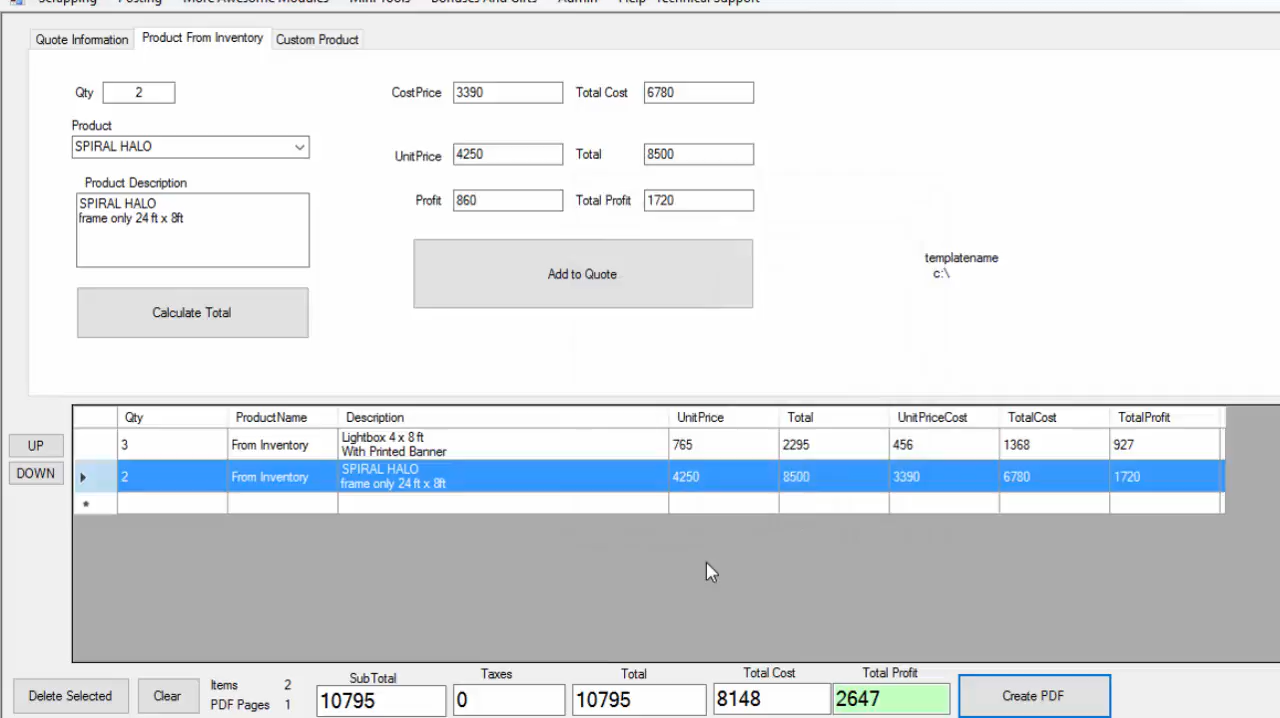 Scrapping Posting More Awesome Modules Mini Tools Bonuses And Gifts Admin Help Technical Support
Quote Information Product From Inventory Custom Product
Qty 2 CostPrice 3390 Total Cost 6780
Product
SPIRAL HALO UnitPrice 4250 Total 8500
Product Description
SPIRAL HALO Profit 860 Total Profit 1720
frame only 24 ft x 8ft
Add to Quote
templatename
c:\
Calculate Total
Qty ProductName Description UnitPrice Total UnitPriceCost TotalCost TotalProfit
UP 3 From Inventory Lightbox 4 x 8 ft 765 2295 456 1368 927
With Printed Banner
DOWN 2 From Inventory SPIRAL HALO 4250 8500 3390 6780 1720
frame only 24 ft x 8ft
*
SubTotal Taxes Total Total Cost Total Profit
Delete Selected Clear Items 2 10795 0 10795 8148 2647 Create PDF
PDF Pages 1